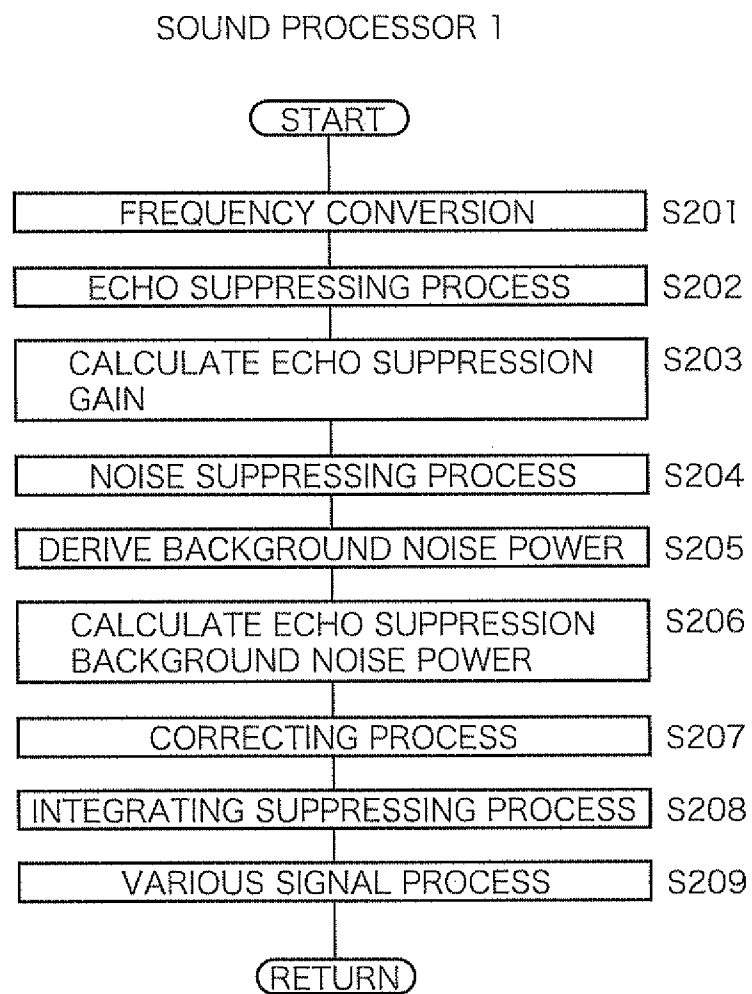 SOUND PROCESSOR 1
START
FREQUENCY CONVERSION S201
ECHO SUPPRESSING PROCESS S202
CALCULATE ECHO SUPPRESSION S203
GAIN
NOISE SUPPRESSING PROCESS S204
DERIVE BACKGROUND NOISE POWER S205
CALCULATE ECHO SUPPRESSION S206
BACKGROUND NOISE POWER
CORRECTING PROCESS S207
INTEGRATING SUPPRESSING PROCESS S208
VARIOUS SIGNAL PROCESS S209
RETURN